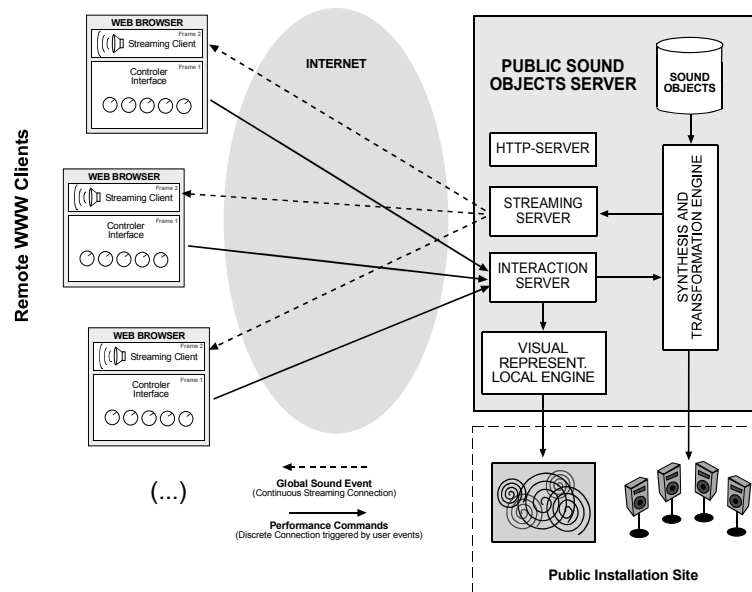 Remote WWW Clients
WEB BROWSER
Frame 2
Streaming Client
Frame 1
Controler
Interface
WEB BROWSER
Frame 2
Streaming Client
Frame 1
Controler
Interface
WEB BROWSER
Frame 2
Streaming Client
Frame 1
Controler
Interface
(...)
INTERNET
Global Sound Event
(Continuous Streaming Connection)
Performance Commands
(Discrete Connection triggered by user events)
PUBLIC SOUND
OBJECTS SERVER
SOUND
OBJECTS
HTTP-SERVER
STREAMING
SERVER
INTERACTION
SERVER
VISUAL
REPRESENT.
LOCAL ENGINE
SYNTHESIS AND
TRANSFORMATION ENGINE
Public Installation Site